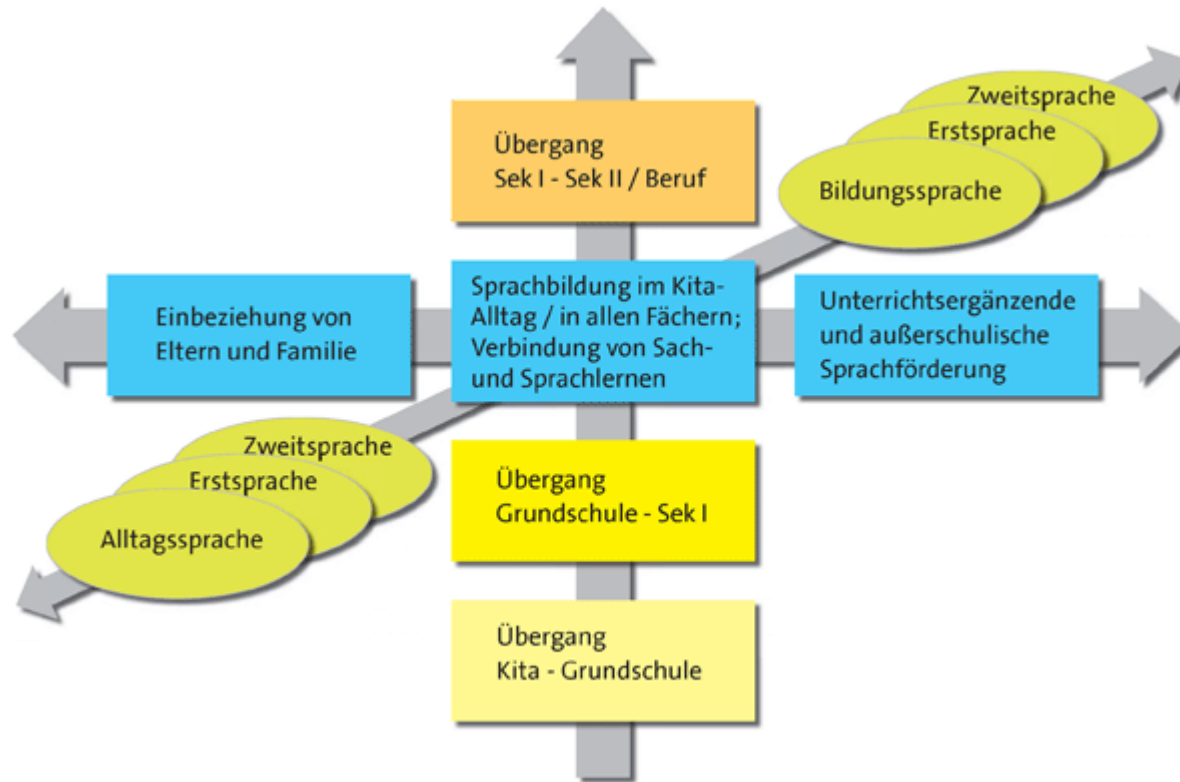 Zweitsprache
Erstsprache
Bildungssprache
Übergang
Sek I - Sek II / Beruf
Einbeziehung von
Eltern und Familie
Sprachbildung im Kita-
Alltag / in allen Fächern;
Verbindung von Sach-
und Sprachlernen
Unterrichtsergänzende
und außerschulische
Sprachförderung
Zweitsprache
Erstsprache
Alltagssprache
Übergang
Grundschule - Sek I
Übergang
Kita - Grundschule